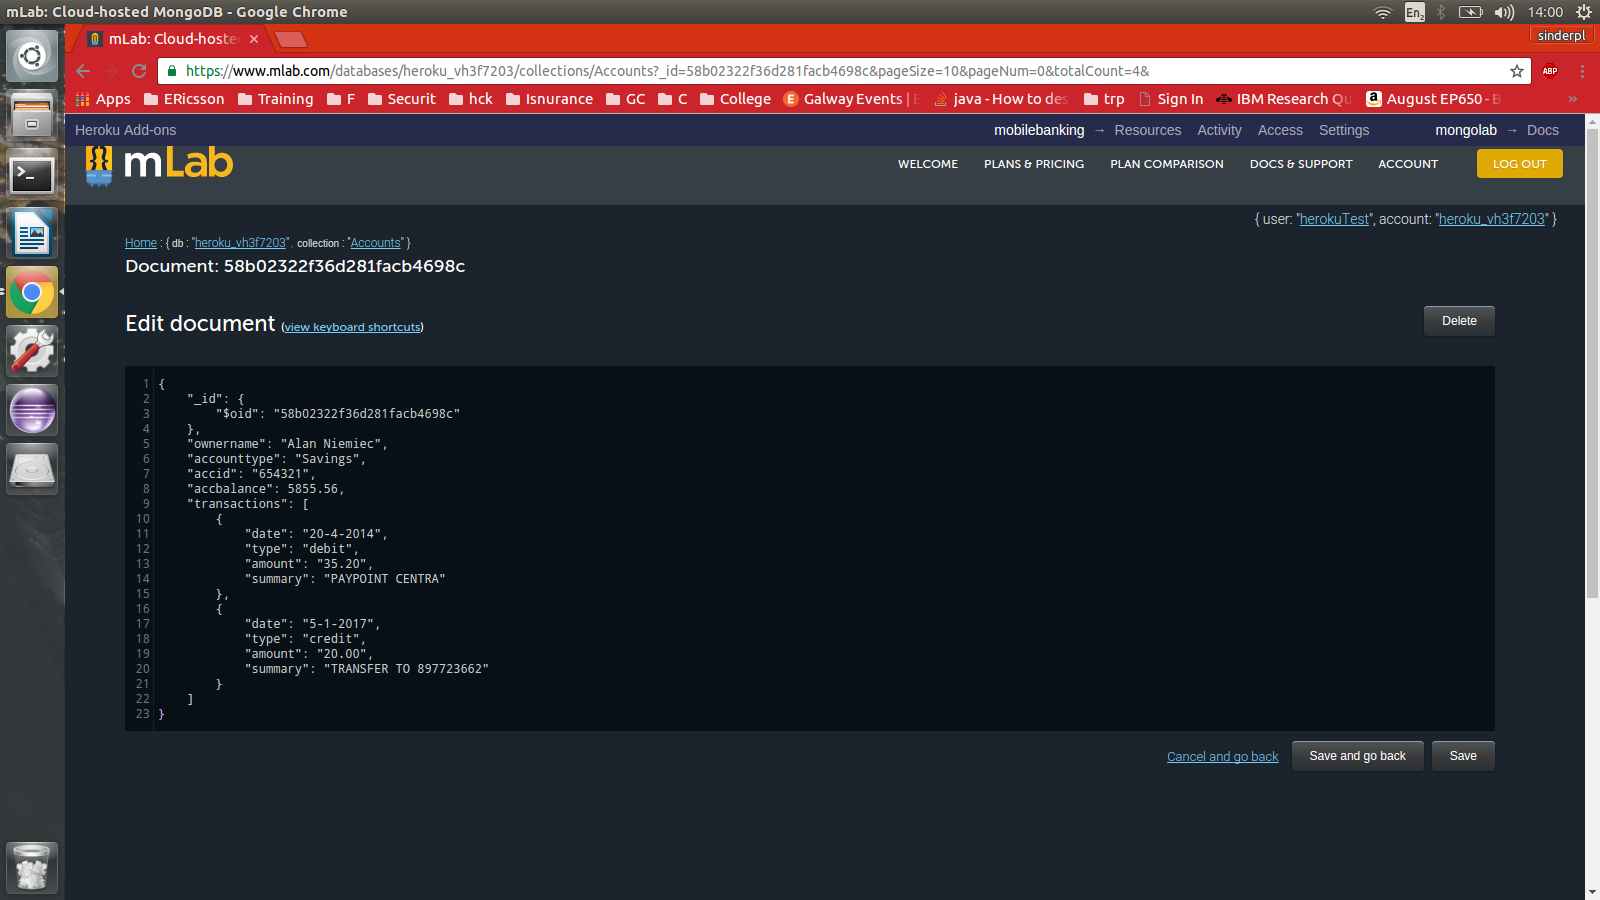 mLab: Cloud-hosted MongoDB - Google Chrome
En2
14:00
mLab: Cloud-hoste
sinderpl
https://www.mlab.com/databases/heroku_vh3f7203/collections/Accounts?_id=58b02322f36d281facb4698c&pageSize=10&pageNum=0&totalCount=4&
ABP
Apps ERicsson Training F Securit hck Isnurance GC C College Galway Events | E java - How to des trp Sign In IBM Research Qu August EP650 - B »
Heroku Add-ons
mobilebanking → Resources Activity Access Settings mongolab → Docs
mLab
WELCOME PLANS & PRICING PLAN COMPARISON DOCS & SUPPORT ACCOUNT LOG OUT
{ user: "herokuTest", account: "heroku_vh3f7203" }
Home : { db : "heroku_vh3f7203", collection : "Accounts" }
Document: 58b02322f36d281facb4698c
Edit document (view keyboard shortcuts)
Delete
1 {
2 "_id": {
3 "$oid": "58b02322f36d281facb4698c"
4 },
5 "ownername": "Alan Niemiec",
6 "accounttype": "Savings",
7 "accid": "654321",
8 "accbalance": 5855.56,
9 "transactions": [
10 {
11 "date": "20-4-2014",
12 "type": "debit",
13 "amount": "35.20",
14 "summary": "PAYPOINT CENTRA"
15 },
16 {
17 "date": "5-1-2017",
18 "type": "credit",
19 "amount": "20.00",
20 "summary": "TRANSFER TO 897723662"
21 }
22 ]
23 }
Cancel and go back Save and go back Save